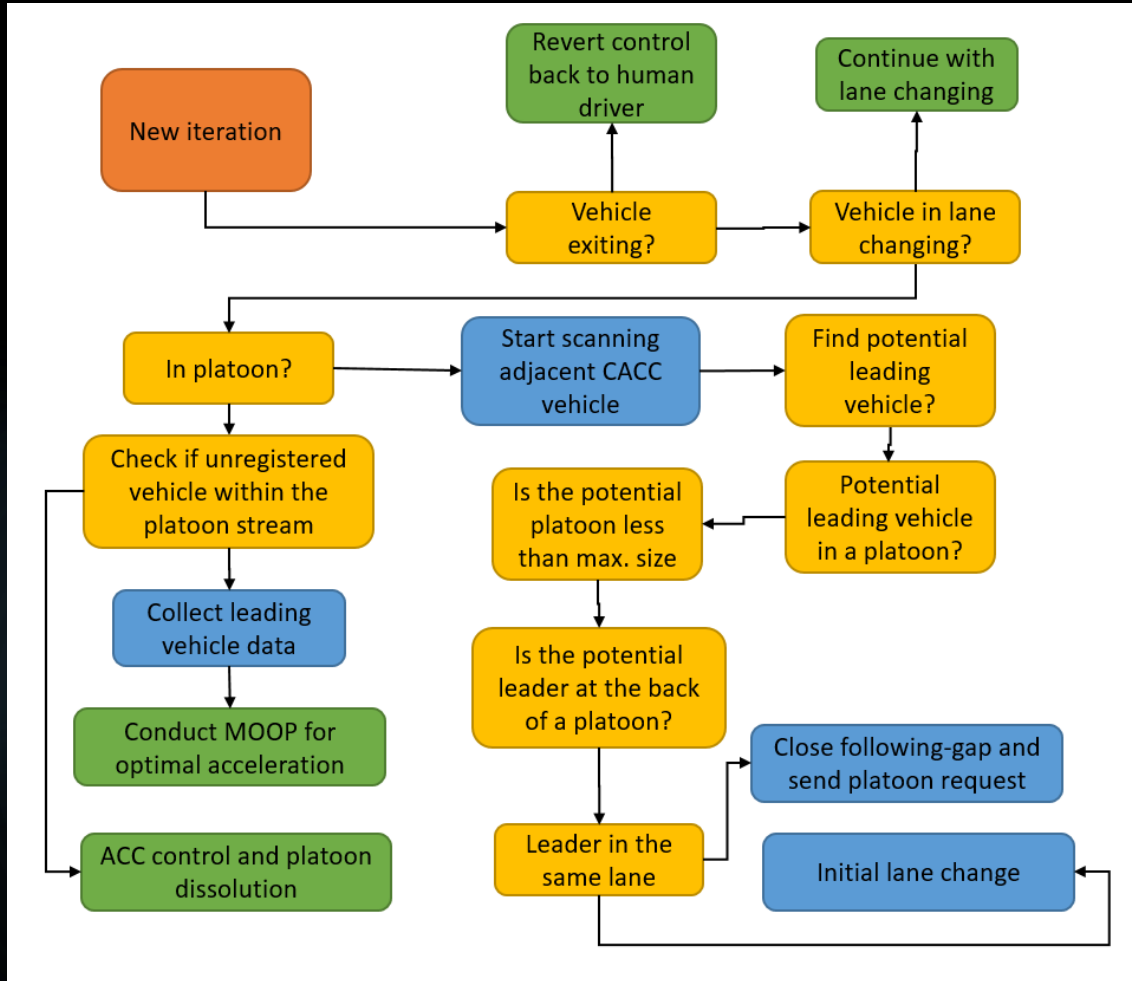 New iteration
Revert control
back to human
driver
Continue with
lane changing
Vehicle
exiting?
Vehicle in lane
changing?
In platoon?
Start scanning
adjacent CACC
vehicle
Find potential
leading
vehicle?
Check if unregistered
vehicle within the
platoon stream
Is the potential
platoon less
than max. size
Potential
leading vehicle
in a platoon?
Collect leading
vehicle data
Is the potential
leader at the back
of a platoon?
Conduct MOOP for
optimal acceleration
Close following-gap and
send platoon request
ACC control and platoon
dissolution
Leader in the
same lane
Initial lane change